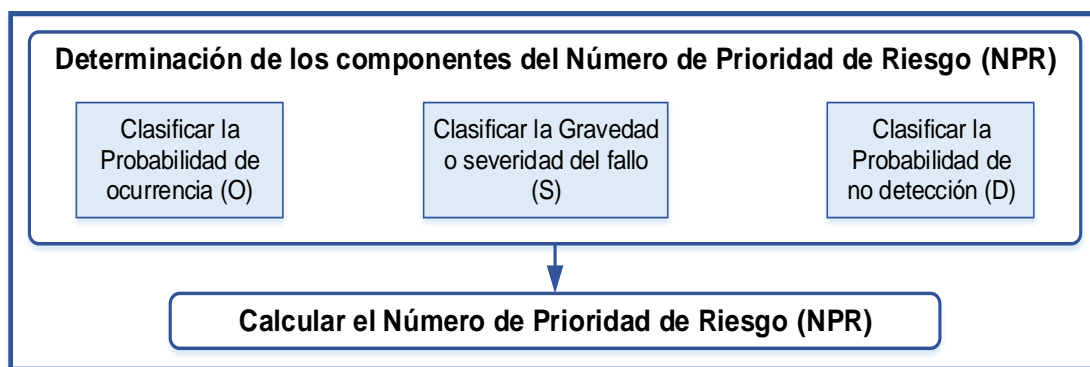 Determinación de los componentes del Número de Prioridad de Riesgo (NPR)
Clasificar la
Probabilidad de
ocurrencia (O)
Clasificar la Gravedad
o severidad del fallo
(S)
Clasificar la
Probabilidad de
no detección (D)
Calcular el Número de Prioridad de Riesgo (NPR)